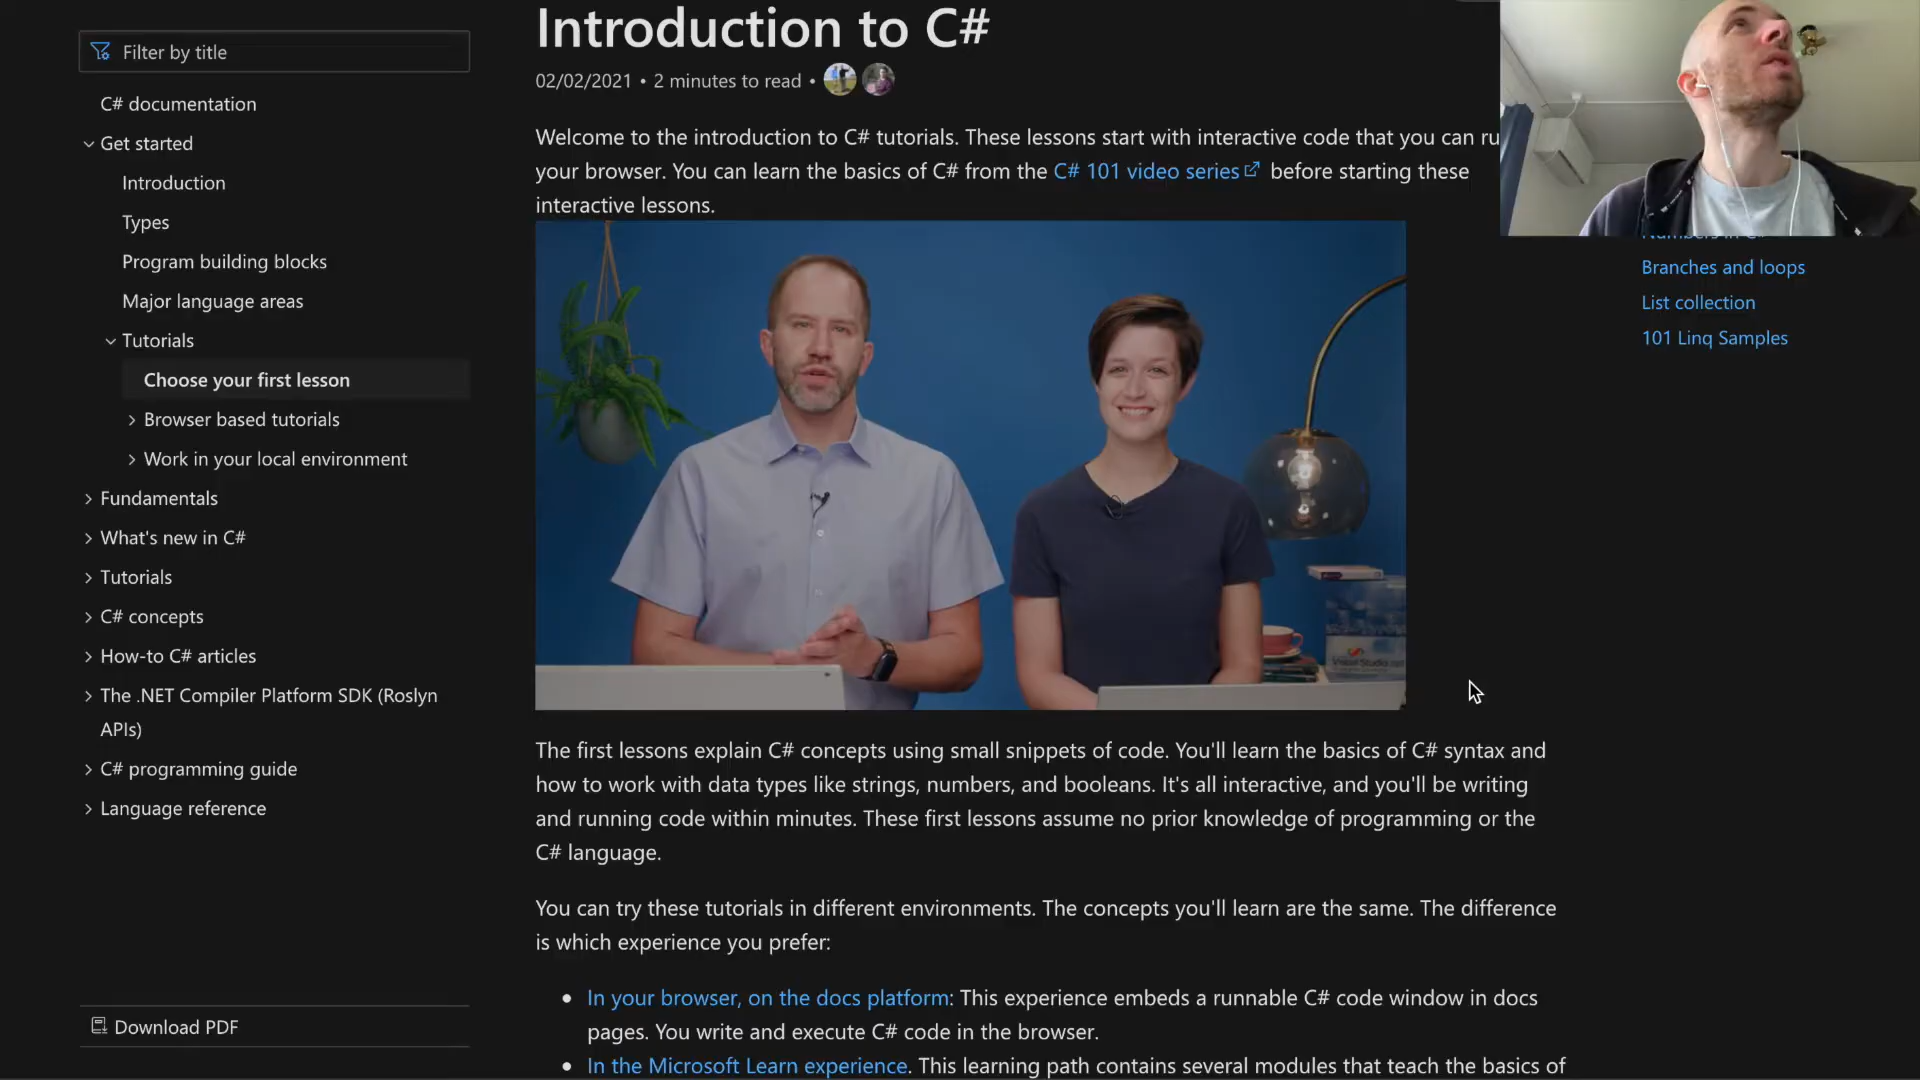 Filter by title
C# documentation
Get started
Introduction
Types
Program building blocks
Major language areas
Tutorials
Choose your first lesson
Browser based tutorials
Work in your local environment
Fundamentals
What's new in C#
Tutorials
C# concepts
How-to C# articles
The .NET Compiler Platform SDK (Roslyn
APIs)
C# programming guide
Language reference
Download PDF
Introduction to C#
02/02/2021 • 2 minutes to read •
Welcome to the introduction to C# tutorials. These lessons start with interactive code that you can ru
your browser. You can learn the basics of C# from the C# 101 video series before starting these
interactive lessons.
Visual Studio
The first lessons explain C# concepts using small snippets of code. You'll learn the basics of C# syntax and
how to work with data types like strings, numbers, and booleans. It's all interactive, and you'll be writing
and running code within minutes. These first lessons assume no prior knowledge of programming or the
C# language.
You can try these tutorials in different environments. The concepts you'll learn are the same. The difference
is which experience you prefer:
• In your browser, on the docs platform: This experience embeds a runnable C# code window in docs
pages. You write and execute C# code in the browser.
• In the Microsoft Learn experience. This learning path contains several modules that teach the basics of
Numbers in C#
Branches and loops
List collection
101 Linq Samples